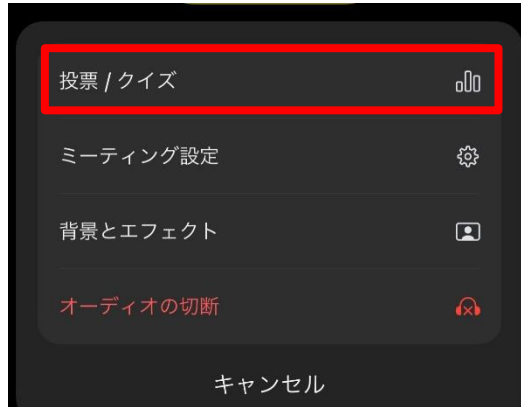 投票 / クイズ
ミーティング設定
背景とエフェクト
オーディオの切断
キャンセル